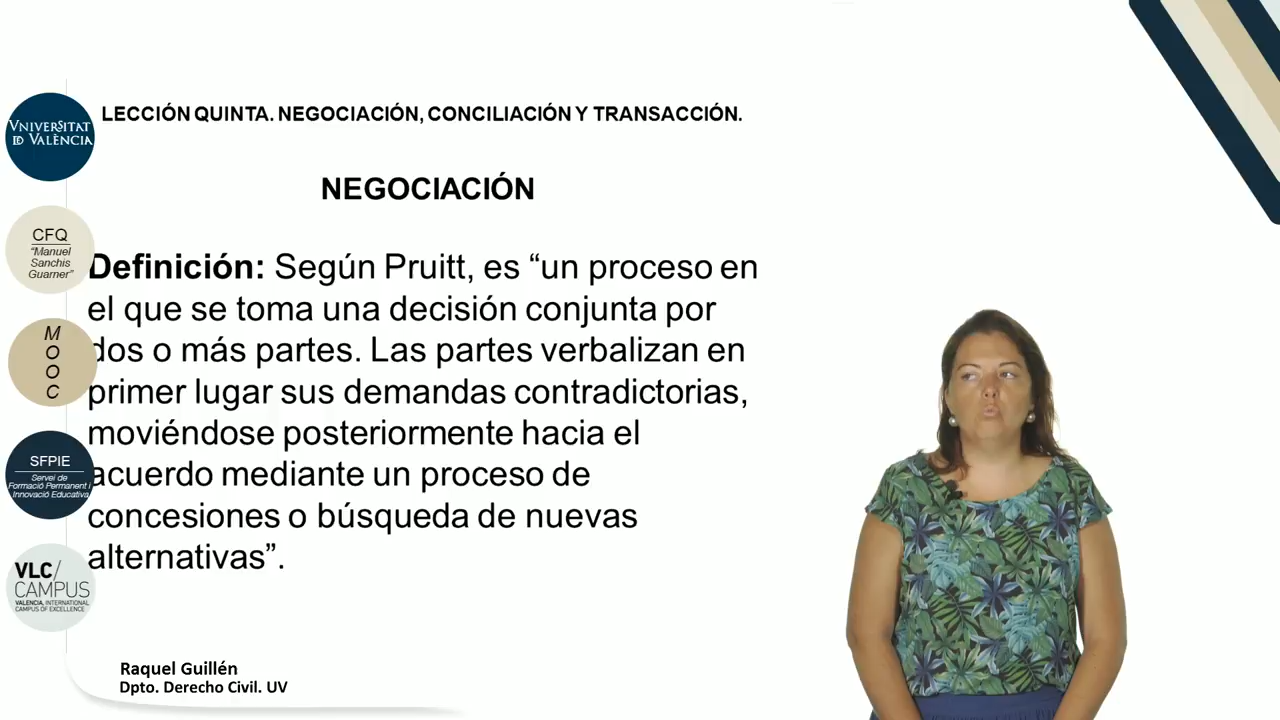 LECCIÓN QUINTA. NEGOCIACIÓN, CONCILIACIÓN Y TRANSACCIÓN.
VNIVERSITAT
ID VALÈNCIA
NEGOCIACIÓN
CFQ
“Manuel
Sanchis
Guarner”
Definición: Según Pruitt, es “un proceso en
el que se toma una decisión conjunta por
dos o más partes. Las partes verbalizan en
primer lugar sus demandas contradictorias,
moviéndose posteriormente hacia el
acuerdo mediante un proceso de
concesiones o búsqueda de nuevas
alternativas”.
M
O
O
C
SFPIE
Servei de
Formació Permanent i
Innovació Educativa
VLC/
CAMPUS
VALENCIA, INTERNATIONAL
CAMPUS OF EXCELLENCE
Raquel Guillén
Dpto. Derecho Civil. UV